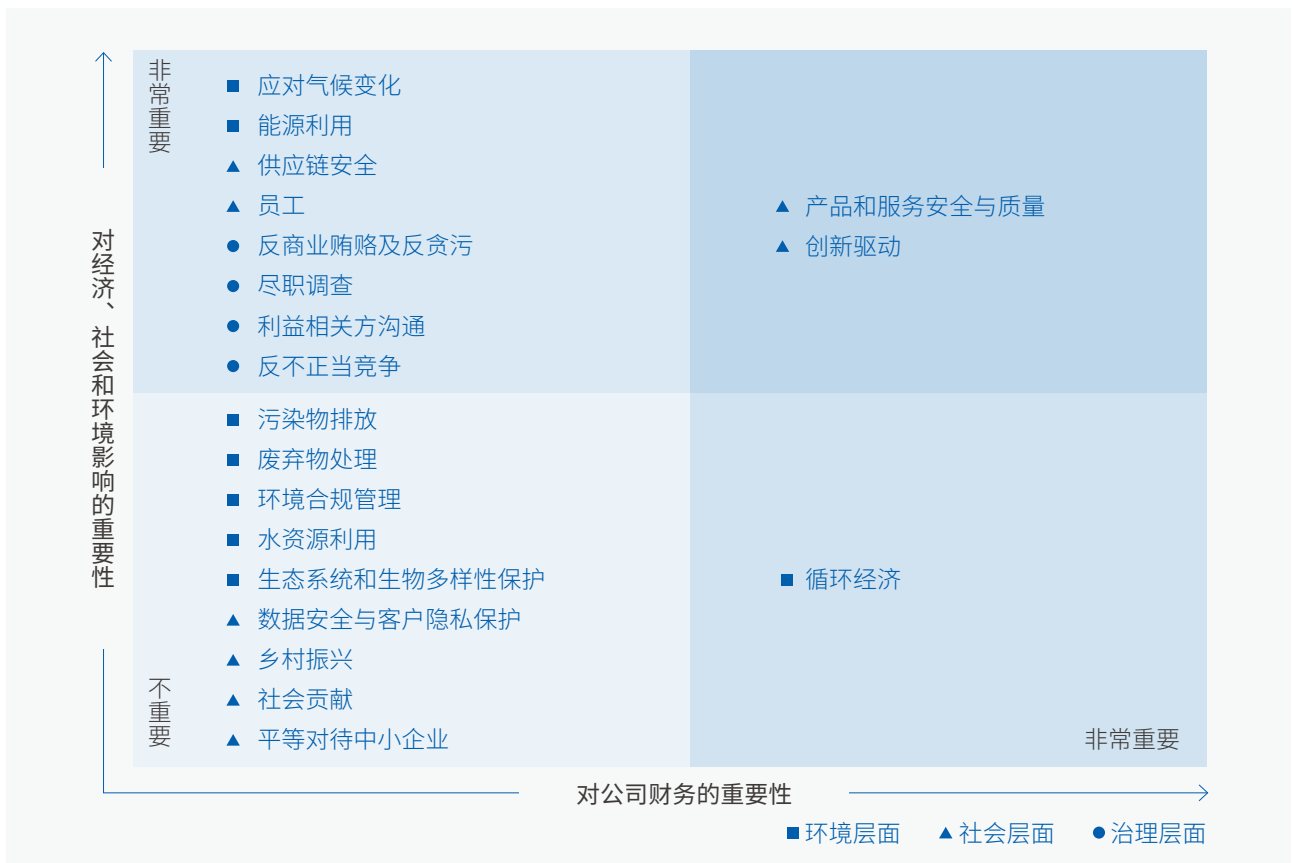 对经济、社会和环境影响的重要性
非常重要
应对气候变化
能源利用
供应链安全
员工
反商业贿赂及反贪污
尽职调查
利益相关方沟通
反不正当竞争
产品和服务安全与质量
创新驱动
不重要
污染物排放
废弃物处理
环境合规管理
水资源利用
生态系统和生物多样性保护
数据安全与客户隐私保护
乡村振兴
社会贡献
平等对待中小企业
循环经济
非常重要
对公司财务的重要性
环境层面 社会层面 治理层面